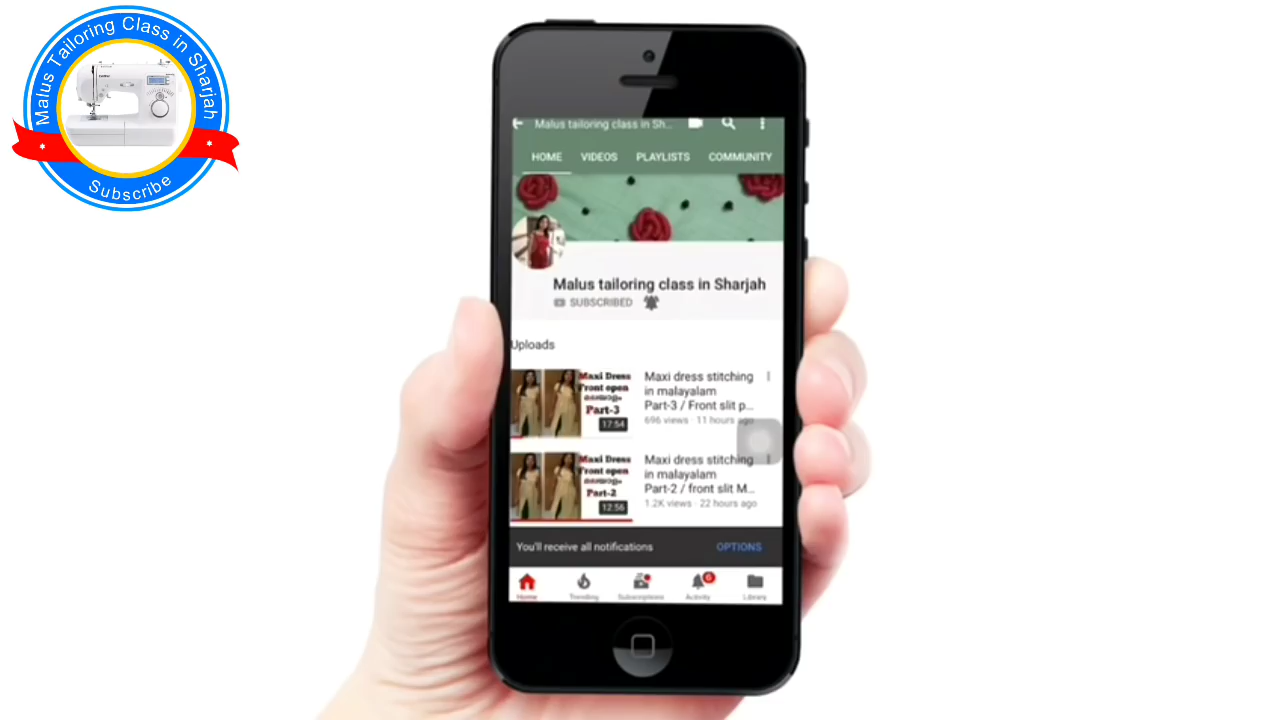 Malus Tailoring Class in Sharjah
Subscribe
Malus tailoring class in Sh...
HOME VIDEOS PLAYLISTS COMMUNITY
Malus tailoring class in Sharjah
SUBSCRIBED
Uploads
Maxi Dress
Front open
Part-3
17:54
Maxi dress stitching
in malayalam
Part-3 / Front slit p...
696 views · 11 hours ago
Maxi Dress
Front open
Part-2
12:56
Maxi dress stitching
in malayalam
Part-2 / front slit M...
1.2K views · 22 hours ago
You'll receive all notifications OPTIONS
6
Home Trending Subscriptions Activity Library